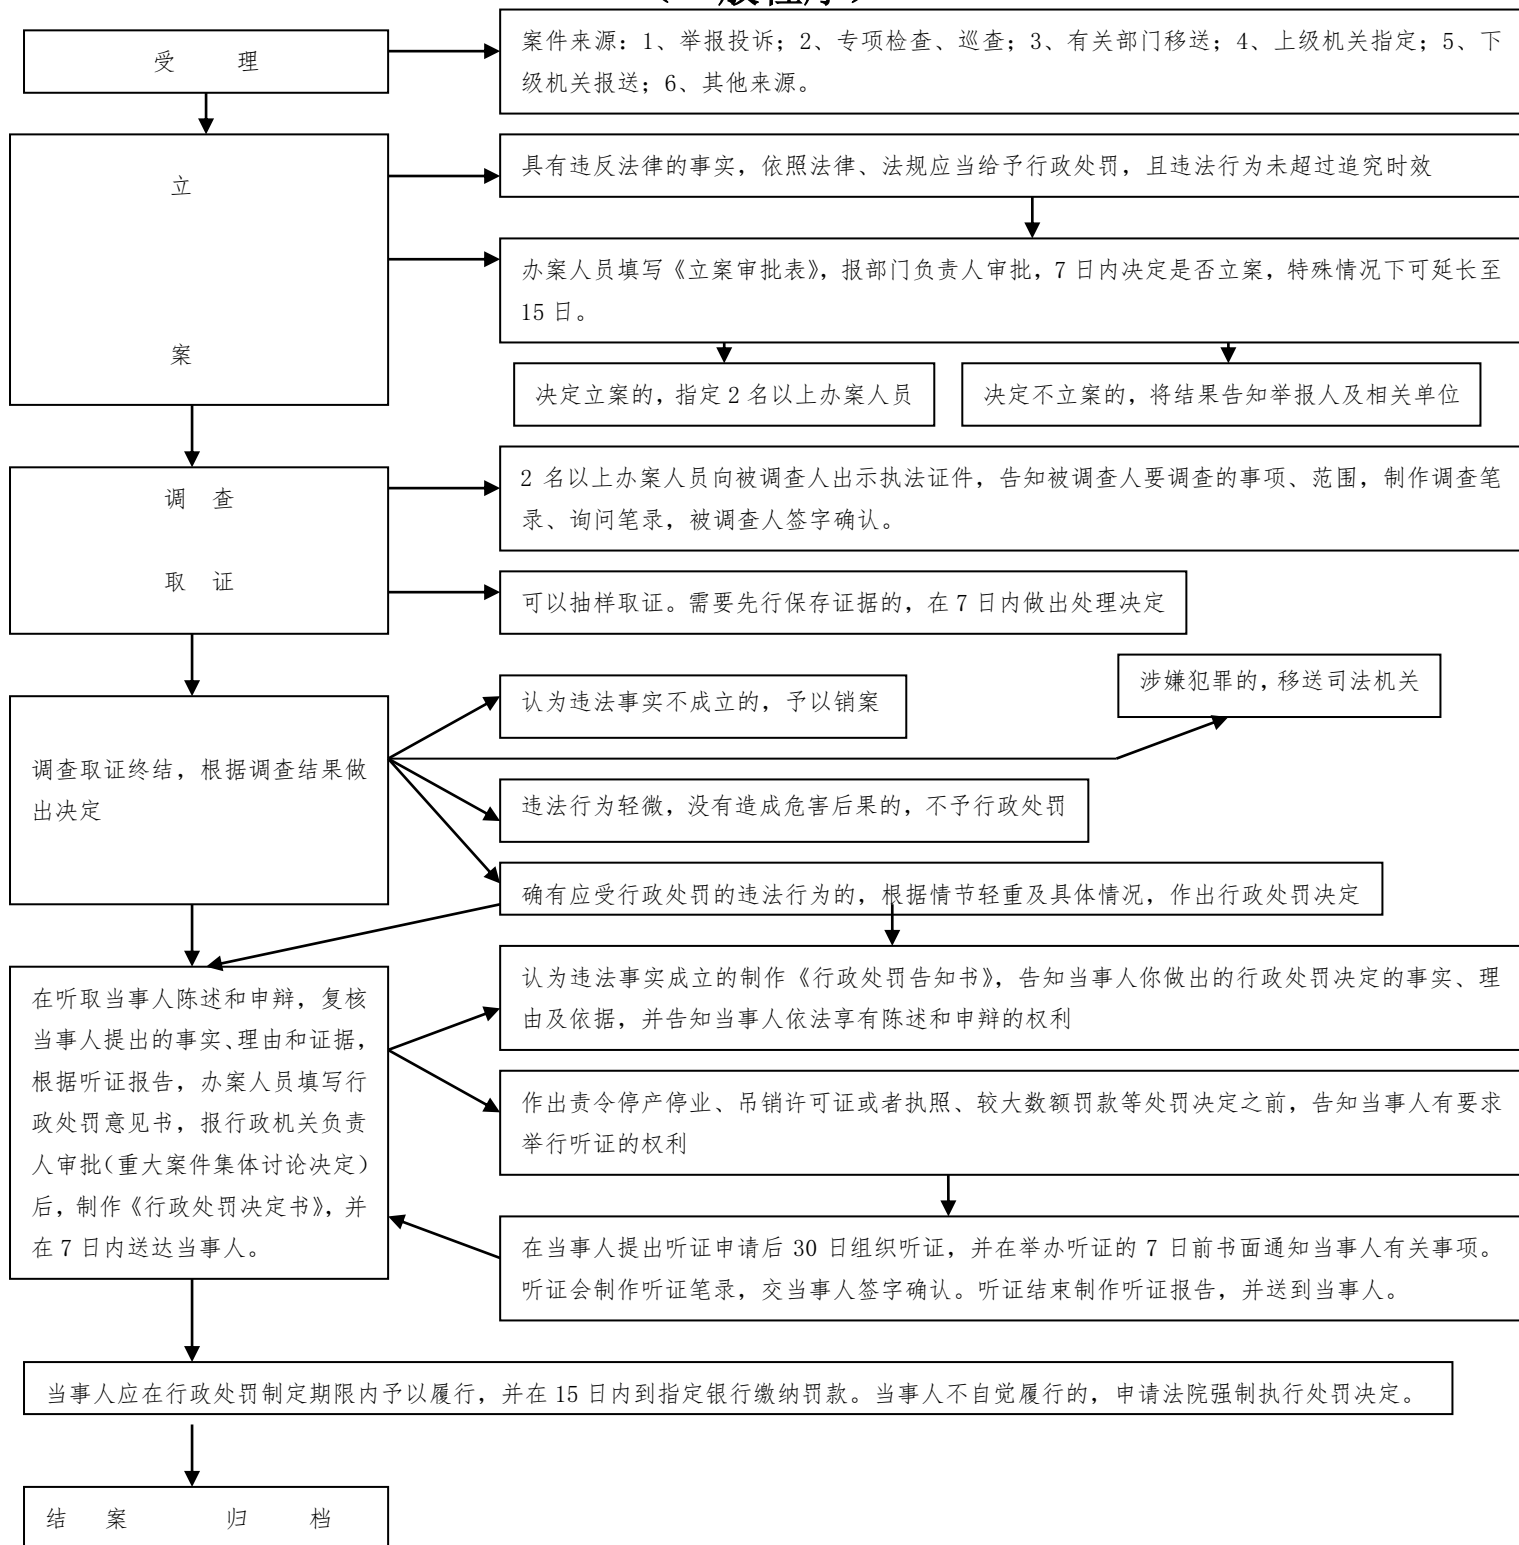 受 理
案件来源：1、举报投诉；2、专项检查、巡查；3、有关部门移送；4、上级机关指定；5、下
级机关报送；6、其他来源。
立
案
具有违反法律的事实，依照法律、法规应当给予行政处罚，且违法行为未超过追究时效
办案人员填写《立案审批表》，报部门负责人审批，7 日内决定是否立案，特殊情况下可延长至
15 日。
决定立案的，指定 2 名以上办案人员
决定不立案的，将结果告知举报人及相关单位
调 查
取 证
2 名以上办案人员向被调查人出示执法证件，告知被调查人要调查的事项、范围，制作调查笔
录、询问笔录，被调查人签字确认。
可以抽样取证。需要先行保存证据的，在 7 日内做出处理决定
调查取证终结，根据调查结果做
出决定
认为违法事实不成立的，予以销案
涉嫌犯罪的，移送司法机关
违法行为轻微，没有造成危害后果的，不予行政处罚
确有应受行政处罚的违法行为的，根据情节轻重及具体情况，作出行政处罚决定
在听取当事人陈述和申辩，复核
当事人提出的事实、理由和证据，
根据听证报告，办案人员填写行
政处罚意见书，报行政机关负责
人审批（重大案件集体讨论决定）
后，制作《行政处罚决定书》，并
在 7 日内送达当事人。
认为违法事实成立的制作《行政处罚告知书》，告知当事人你做出的行政处罚决定的事实、理
由及依据，并告知当事人依法享有陈述和申辩的权利
作出责令停产停业、吊销许可证或者执照、较大数额罚款等处罚决定之前，告知当事人有要求
举行听证的权利
在当事人提出听证申请后 30 日组织听证，并在举办听证的 7 日前书面通知当事人有关事项。
听证会制作听证笔录，交当事人签字确认。听证结束制作听证报告，并送到当事人。
当事人应在行政处罚制定期限内予以履行，并在 15 日内到指定银行缴纳罚款。当事人不自觉履行的，申请法院强制执行处罚决定。
结 案 归 档